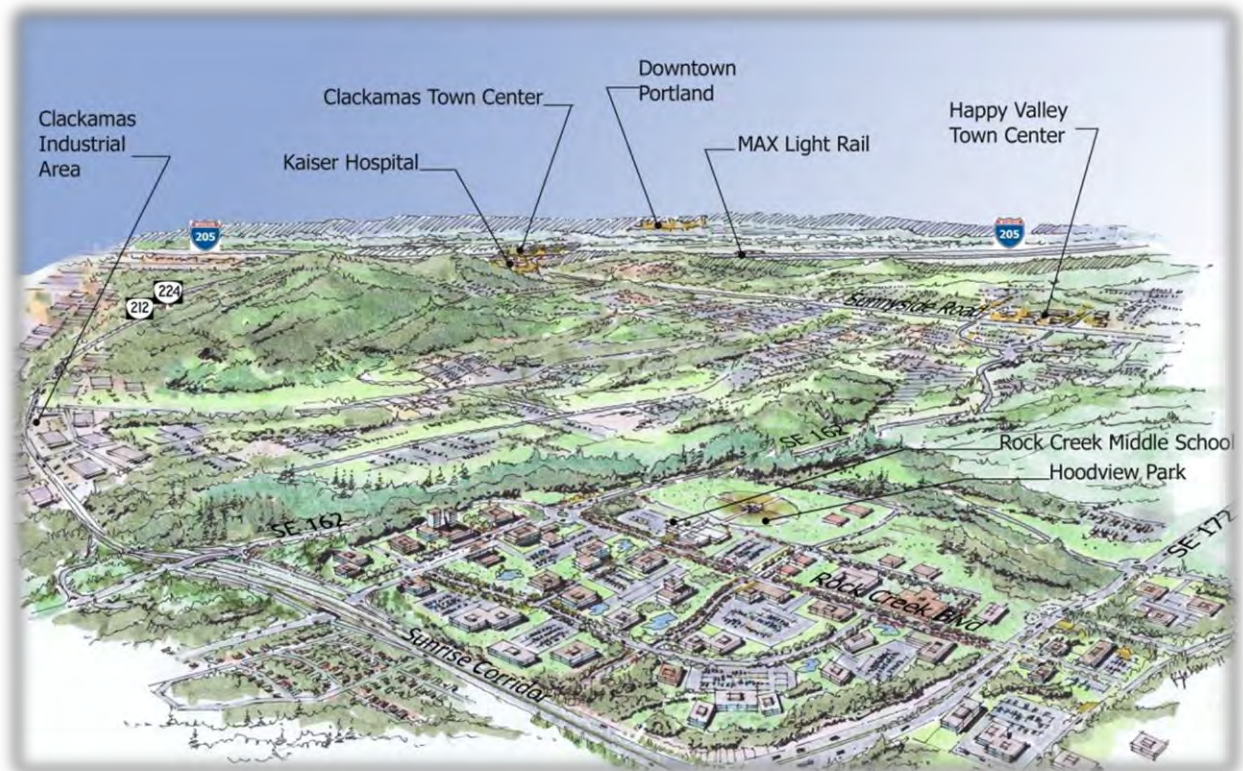 Downtown
Portland
Clackamas Town Center
Clackamas
Industrial
Area
Happy Valley
Town Center
MAX Light Rail
Kaiser Hospital
205
205
224
212
Sunnyside Road
SE 162
Rock Creek Middle School
Hoodview Park
SE 162
SE 172
Rock Creek Blvd
Sunrise Corridor